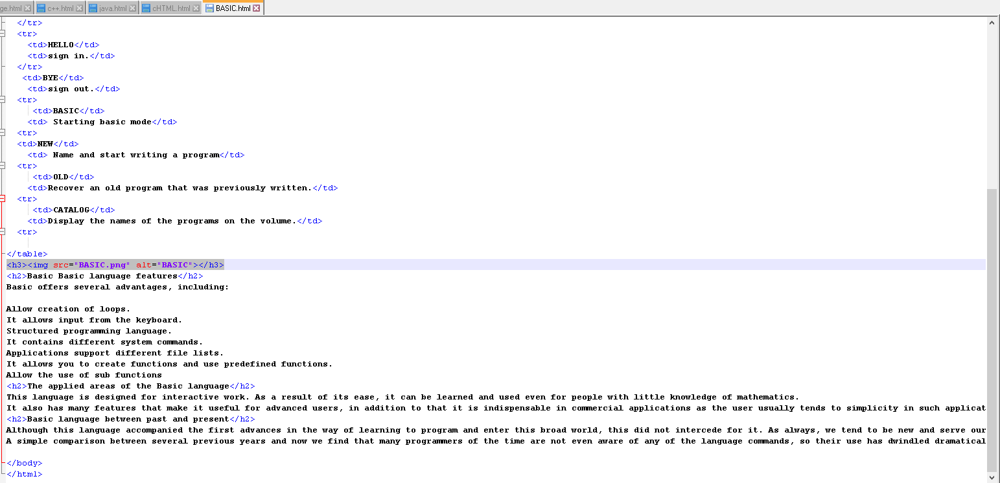 ge.html c++.html java.html cHTML.html BASIC.html
</tr>
<tr>
<td>HELLO</td>
<td>sign in.</td>
</tr>
<td>BYE</td>
<td>sign out.</td>
<tr>
<td>BASIC</td>
<td> Starting basic mode</td>
<tr>
<td>NEW</td>
<td> Name and start writing a program</td>
<tr>
<td>OLD</td>
<td>Recover an old program that was previously written.</td>
<tr>
<td>CATALOG</td>
<td>Display the names of the programs on the volume.</td>
<tr>
</table>
<h3><img src="BASIC.png" alt="BASIC"></h3>
<h2>Basic Basic language features</h2>
Basic offers several advantages, including:
Allow creation of loops.
It allows input from the keyboard.
Structured programming language.
It contains different system commands.
Applications support different file lists.
It allows you to create functions and use predefined functions.
Allow the use of sub functions
<h2>The applied areas of the Basic language</h2>
This language is designed for interactive work. As a result of its ease, it can be learned and used even for people with little knowledge of mathematics.
It also has many features that make it useful for advanced users, in addition to that it is indispensable in commercial applications as the user usually tends to simplicity in such applicat
<h2>Basic language between past and present</h2>
Although this language accompanied the first advances in the way of learning to program and enter this broad world, this did not intercede for it. As always, we tend to be new and serve our
A simple comparison between several previous years and now we find that many programmers of the time are not even aware of any of the language commands, so their use has dwindled dramatical
</body>
</html>